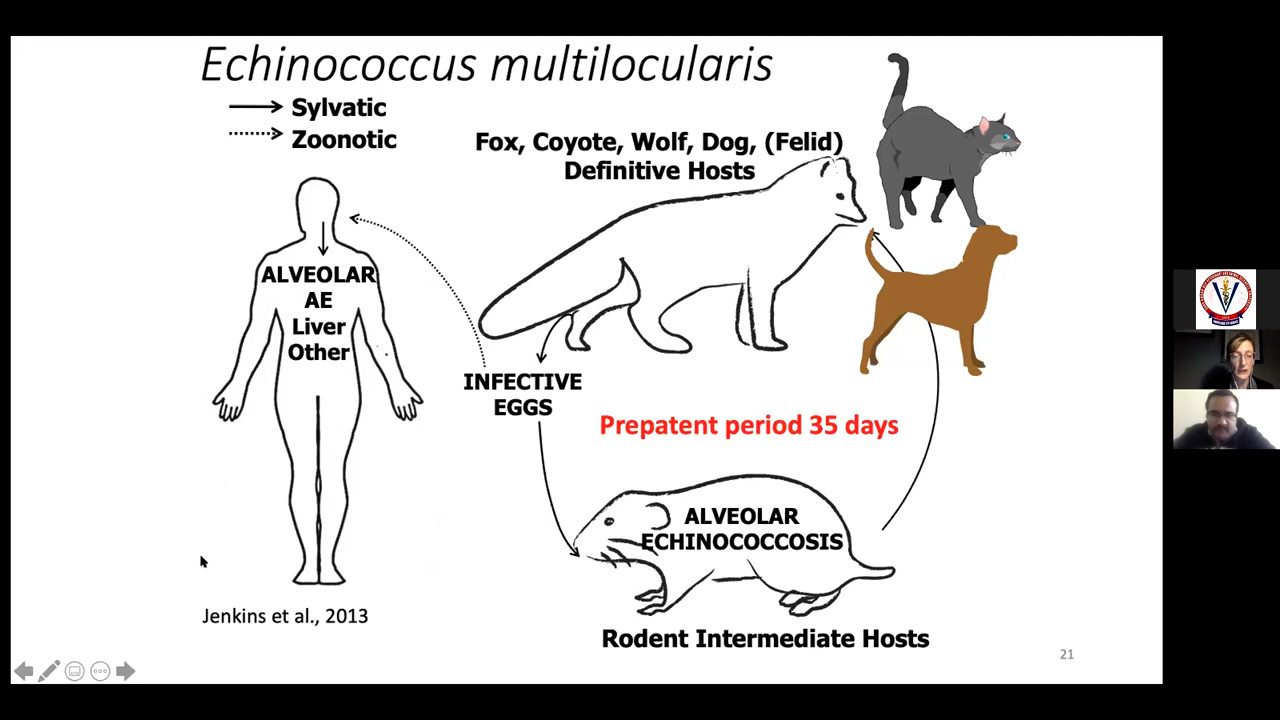 Echinococcus multilocularis
Sylvatic
Zoonotic
Fox, Coyote, Wolf, Dog, (Felid)
Definitive Hosts
ALVEOLAR
AE
Liver
Other
INFECTIVE
EGGS
Prepatent period 35 days
ALVEOLAR
ECHINOCOCCOSIS
Jenkins et al., 2013
Rodent Intermediate Hosts
21